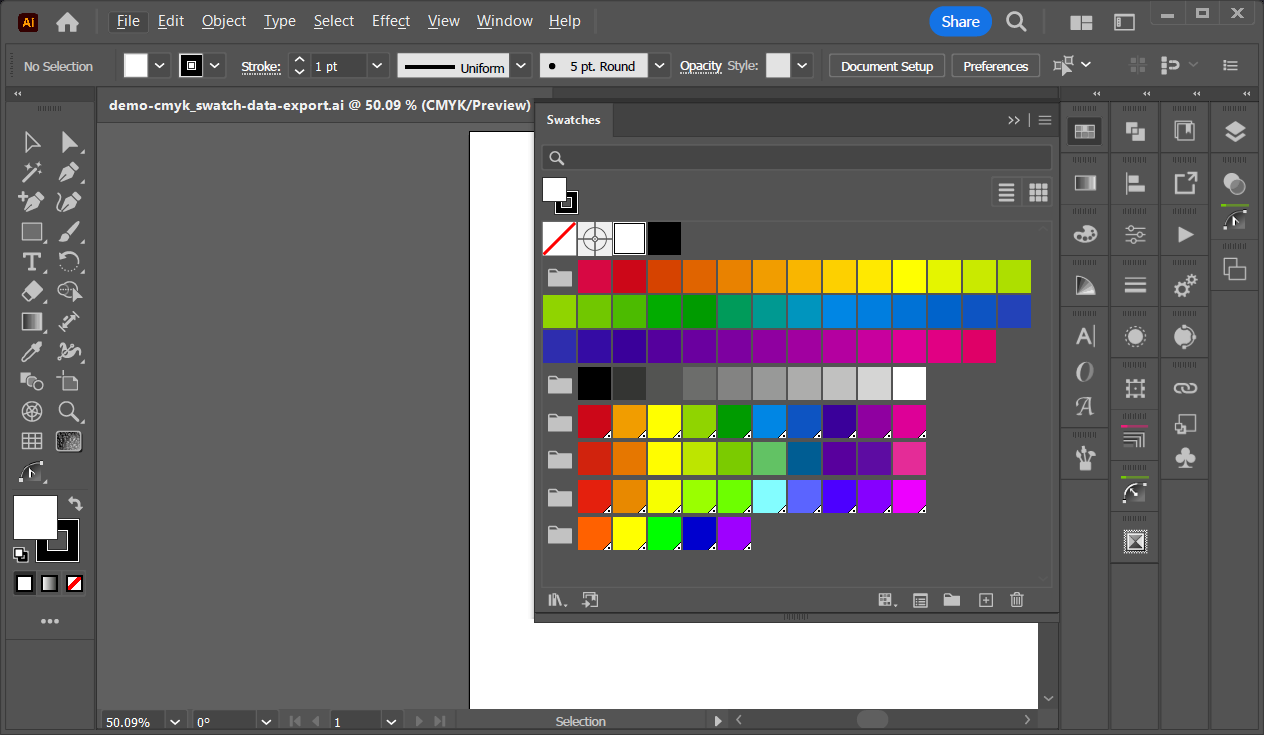 Ai File Edit Object Type Select Effect View Window Help Share
No Selection Stroke: 1 pt Uniform 5 pt. Round Opacity Style: Document Setup Preferences
demo-cmyk_swatch-data-export.ai @ 50.09 % (CMYK/Preview)
Swatches
50.09% 0° 1 Selection